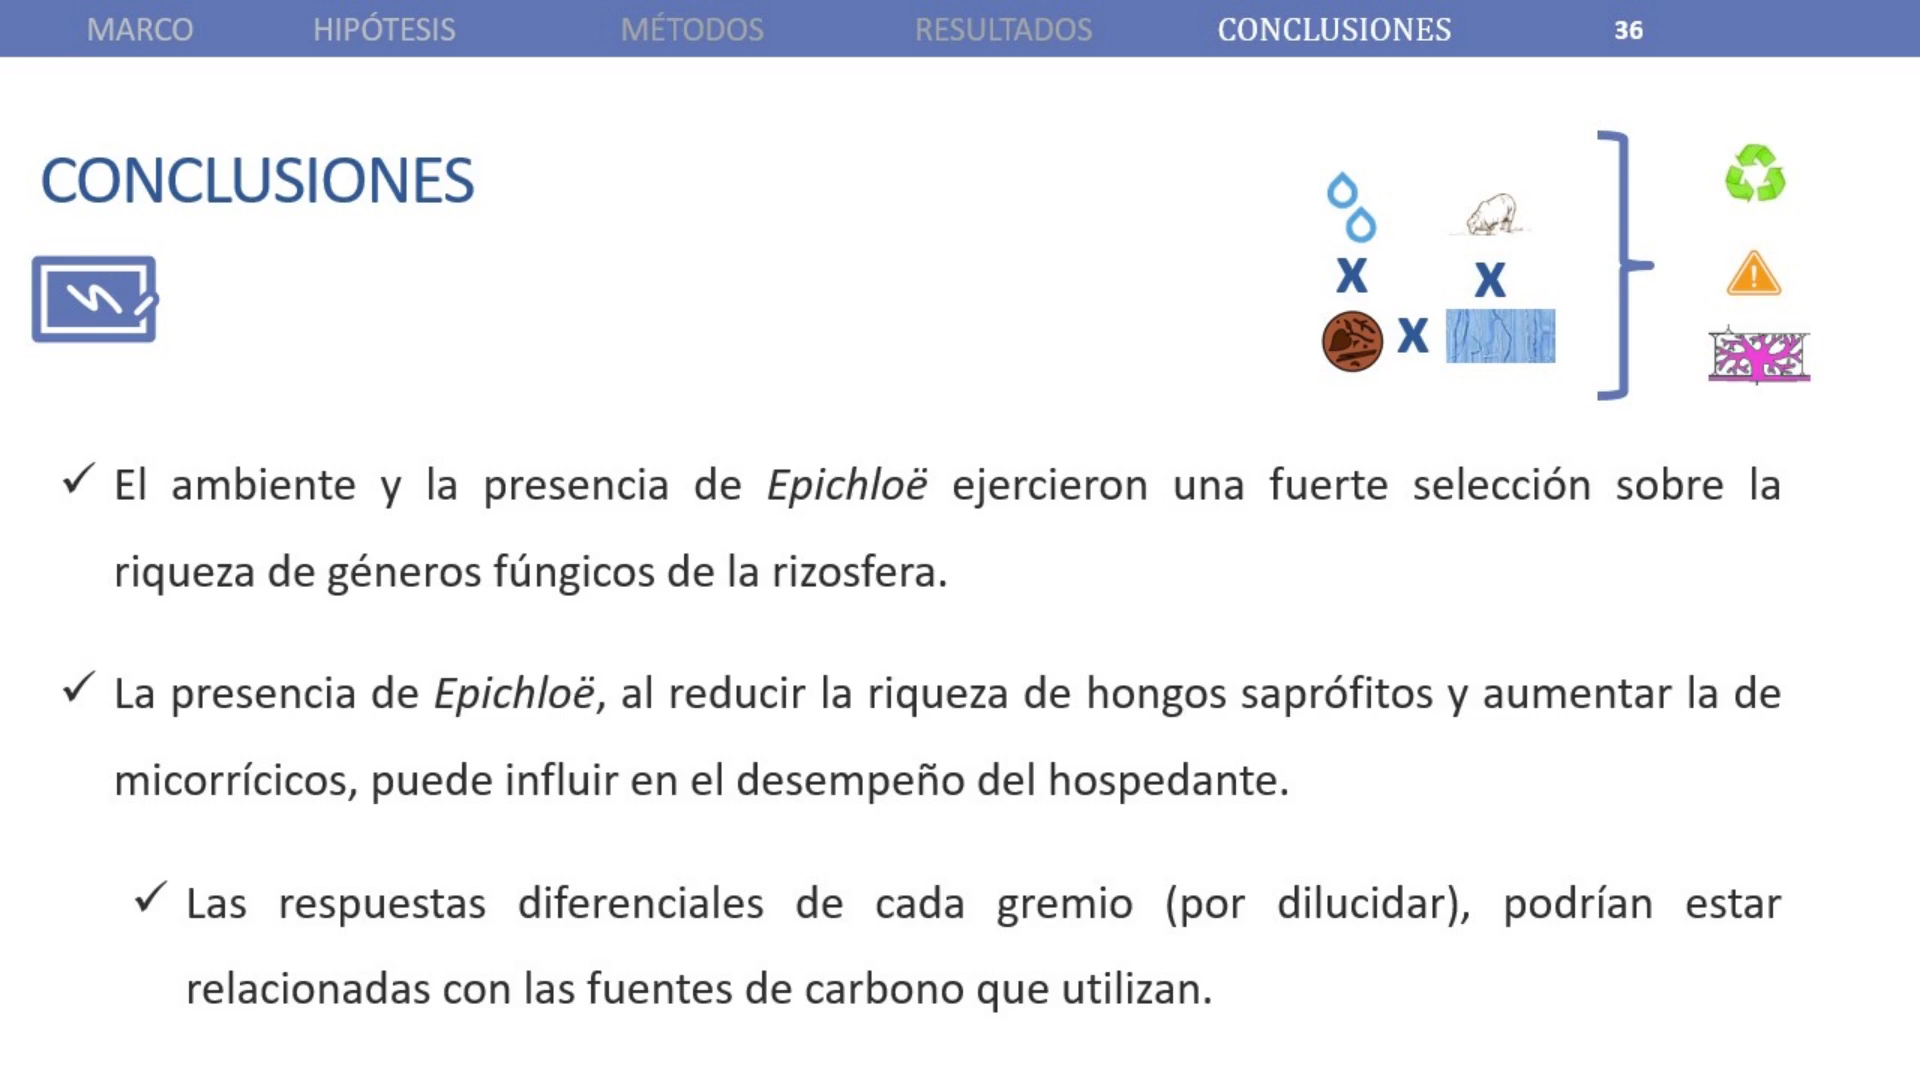 MARCO HIPÓTESIS MÉTODOS RESULTADOS CONCLUSIONES 36
CONCLUSIONES
X X
X
✓ El ambiente y la presencia de Epichloë ejercieron una fuerte selección sobre la
riqueza de géneros fúngicos de la rizosfera.
✓ La presencia de Epichloë, al reducir la riqueza de hongos saprófitos y aumentar la de
micorrícicos, puede influir en el desempeño del hospedante.
✓ Las respuestas diferenciales de cada gremio (por dilucidar), podrían estar
relacionadas con las fuentes de carbono que utilizan.